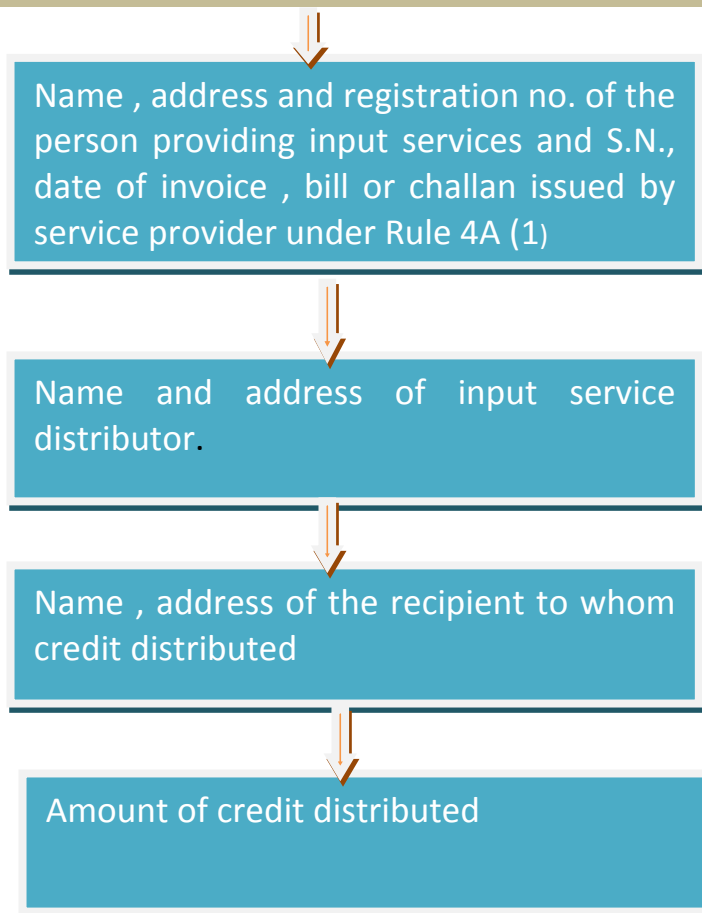 Name , address and registration no. of the
person providing input services and S.N.,
date of invoice , bill or challan issued by
service provider under Rule 4A (1)
Name and address of input service
distributor.
Name , address of the recipient to whom
credit distributed
Amount of credit distributed